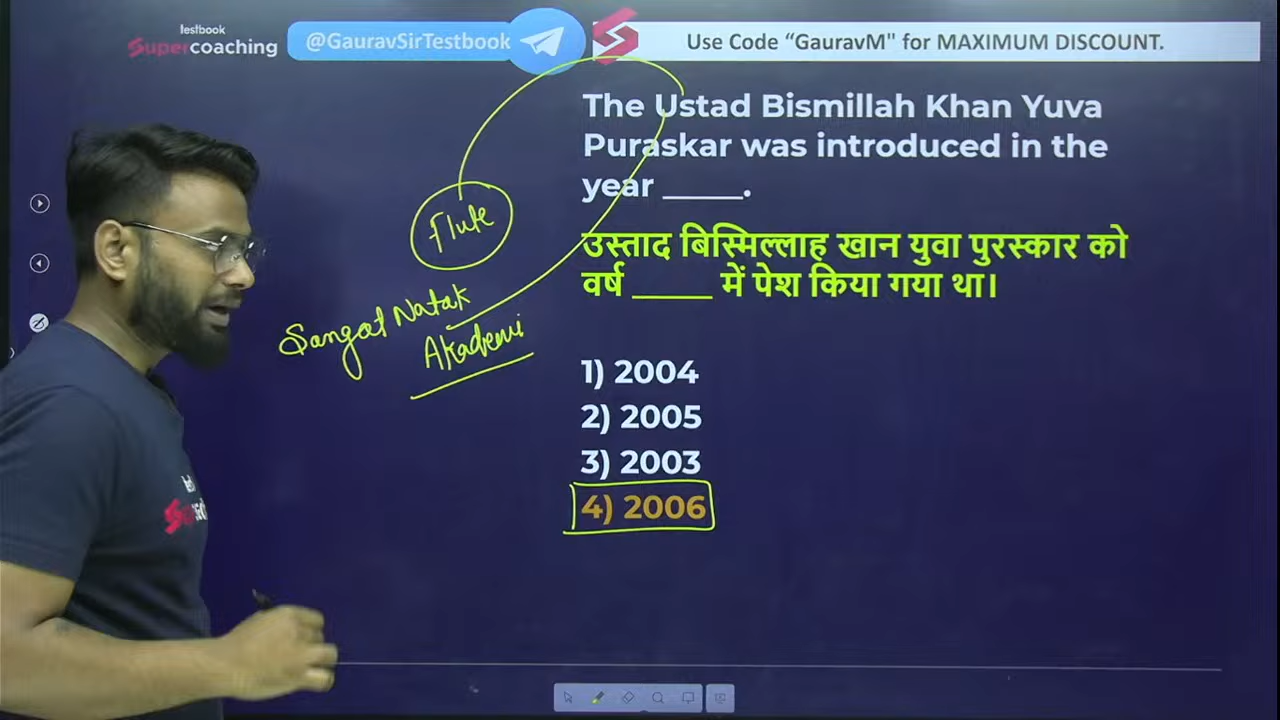 testbook
Supercoaching
@GauravSirTestbook
Use Code “GauravM" for MAXIMUM DISCOUNT.
The Ustad Bismillah Khan Yuva
Puraskar was introduced in the
year _____.
उस्ताद बिस्मिल्लाह खान युवा पुरस्कार को
वर्ष _____ में पेश किया गया था।
flute
Sangat Natak
Akademi
1) 2004
2) 2005
3) 2003
4) 2006